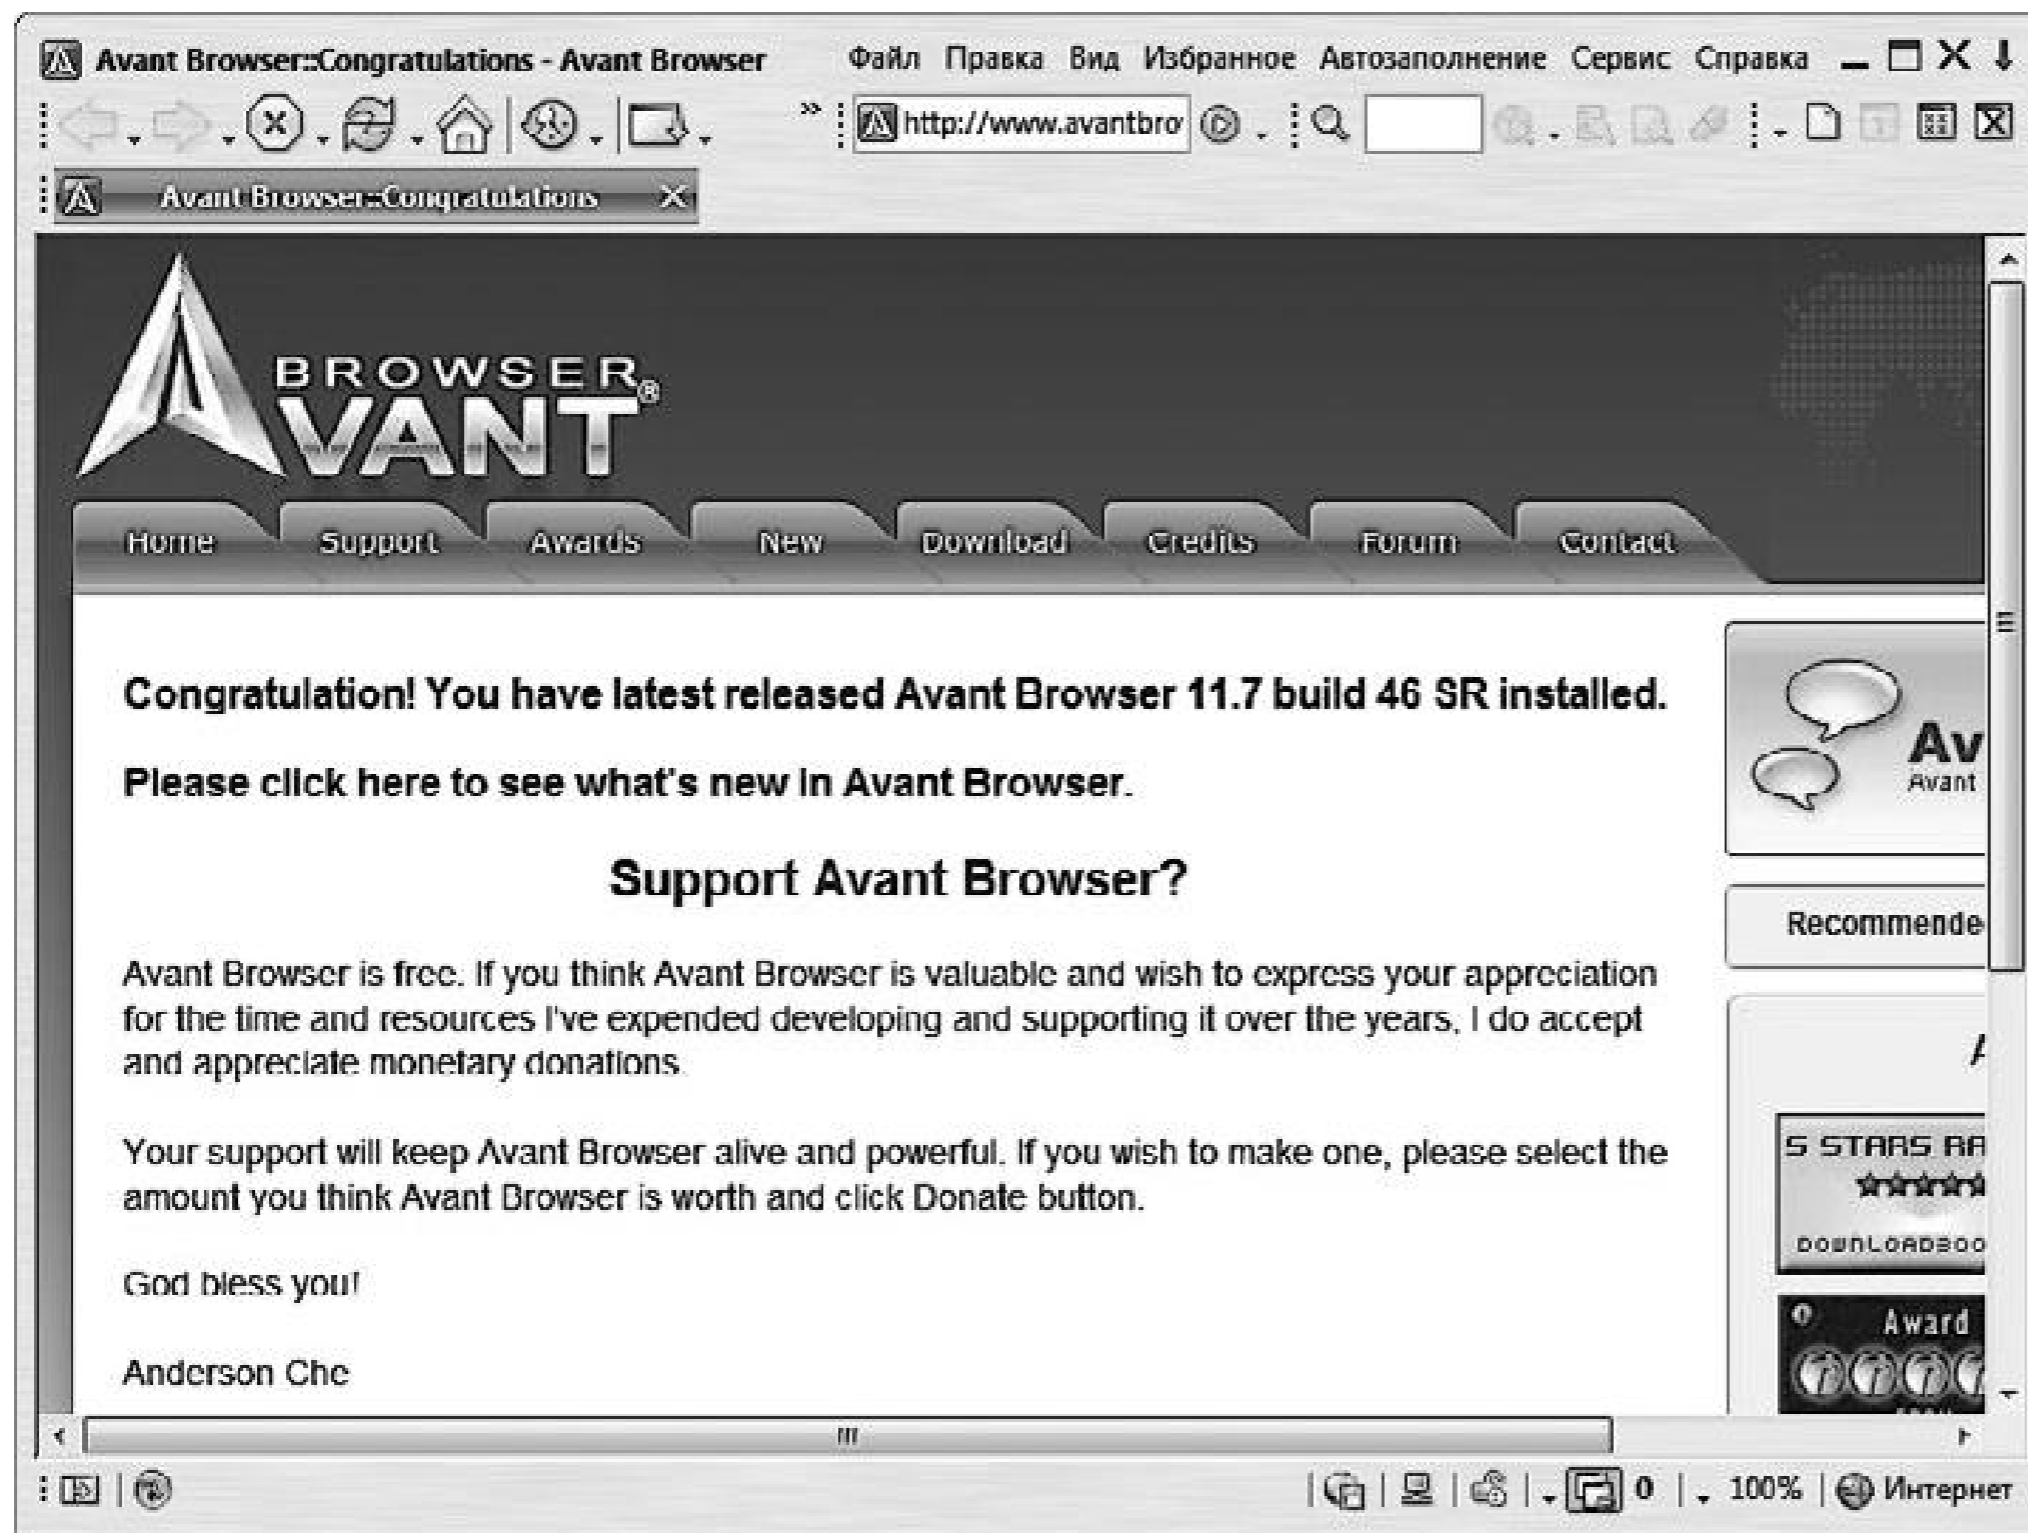 Avant Browser::Congratulations - Avant Browser Файл Правка Вид Избранное Автозаполнение Сервис Справка
» http://www.avantbro
Avant Browser::Congratulations
BROWSER®
AVANT
Home Support Awards New Download Credits Forum Contact
Congratulation! You have latest released Avant Browser 11.7 build 46 SR installed.
Please click here to see what's new in Avant Browser.
Support Avant Browser?
Avant Browser is free. If you think Avant Browser is valuable and wish to express your appreciation
for the time and resources I've expended developing and supporting it over the years, I do accept
and appreciate monetary donations.
Your support will keep Avant Browser alive and powerful. If you wish to make one, please select the
amount you think Avant Browser is worth and click Donate button.
God bless you!
Anderson Che
Av
Avant
Recommende
A
5 STARS RA
DOWNLOAD3OO
Award
0 100% Интернет